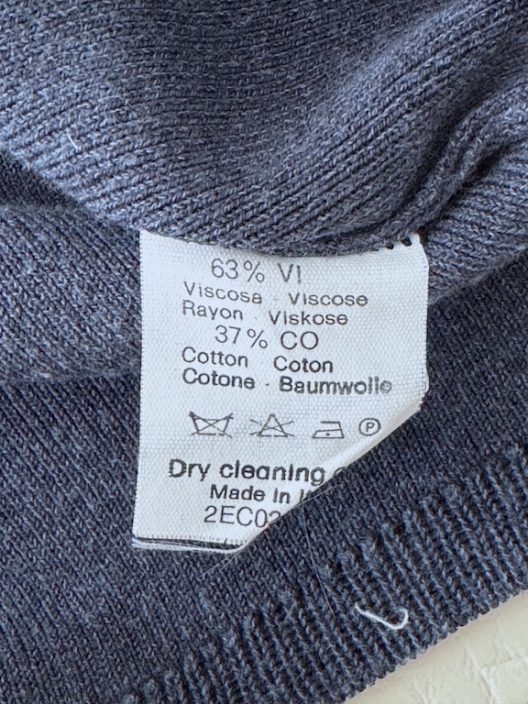 63% VI
Viscosa - Viscose
Rayon - Viskose
37% CO
Cotton Coton
Cotone - Baumwolle
P
Dry cleaning
Made in